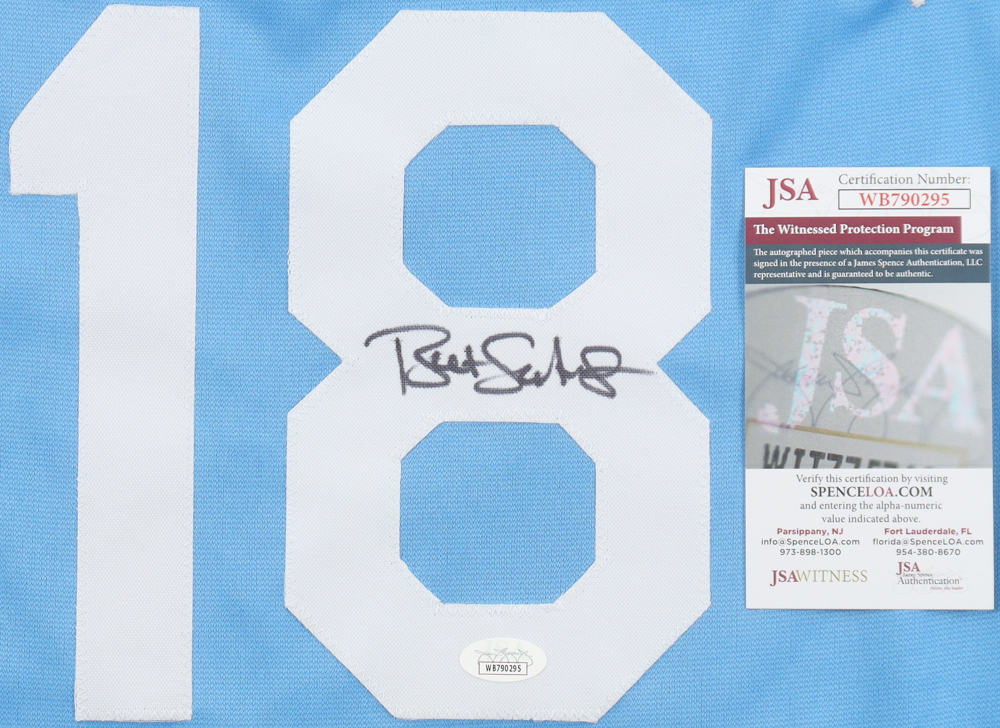 18
JSA
Certification Number:
WB790295
The Witnessed Protection Program
The autographed piece which accompanies this certificate was
signed in the presence of a James Spence Authentication, LLC
representative and is guaranteed to be authentic.
JSA
Verify this certification by visiting
SPENCELOA.COM
and entering the alpha-numeric
value indicated above.
Parsippany, NJ
info@SpenceLOA.com
973-898-1300
Fort Lauderdale, FL
florida@SpenceLOA.com
954-380-8670
JSAWITNESS
JSA
James Spence
Authentication
WB790295